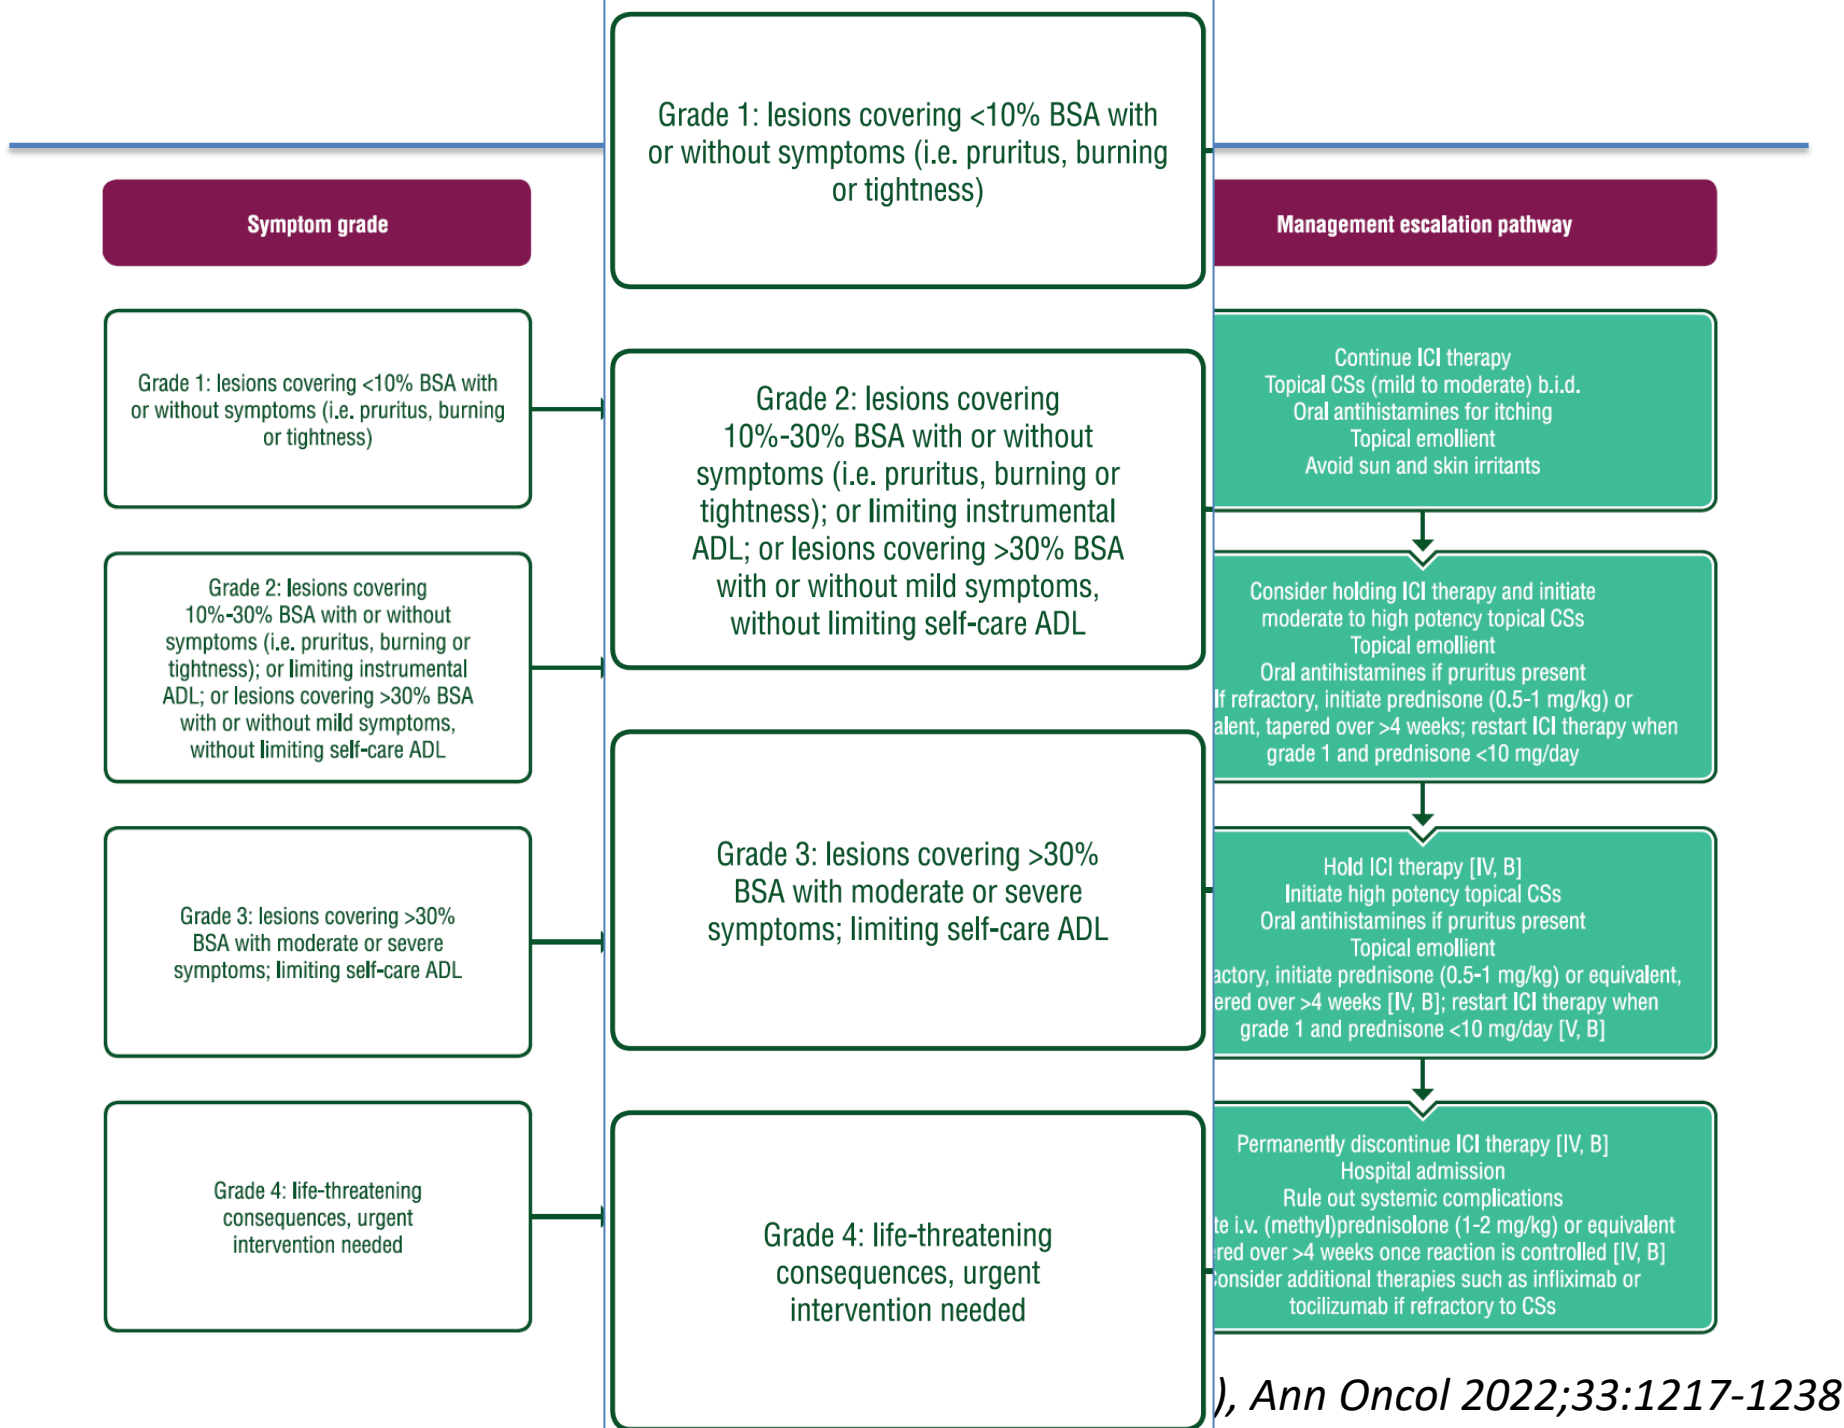 Symptom grade
Grade 1: lesions covering <10% BSA with
or without symptoms (i.e. pruritus, burning
or tightness)
Grade 2: lesions covering
10%-30% BSA with or without
symptoms (i.e. pruritus, burning or
tightness); or limiting instrumental
ADL; or lesions covering >30% BSA
with or without mild symptoms,
without limiting self-care ADL
Grade 3: lesions covering >30%
BSA with moderate or severe
symptoms; limiting self-care ADL
Grade 4: life-threatening
consequences, urgent
intervention needed
Grade 1: lesions covering <10% BSA with
or without symptoms (i.e. pruritus, burning
or tightness)
Grade 2: lesions covering
10%-30% BSA with or without
symptoms (i.e. pruritus, burning or
tightness); or limiting instrumental
ADL; or lesions covering >30% BSA
with or without mild symptoms,
without limiting self-care ADL
Grade 3: lesions covering >30%
BSA with moderate or severe
symptoms; limiting self-care ADL
Grade 4: life-threatening
consequences, urgent
intervention needed
Management escalation pathway
Continue ICI therapy
Topical CSs (mild to moderate) b.i.d.
Oral antihistamines for itching
Topical emollient
Avoid sun and skin irritants
Consider holding ICI therapy and initiate
moderate to high potency topical CSs
Topical emollient
Oral antihistamines if pruritus present
If refractory, initiate prednisone (0.5-1 mg/kg) or
tapered over >4 weeks; restart ICI therapy when
grade 1 and prednisone <10 mg/day
Hold ICI therapy [IV, B]
Initiate high potency topical CSs
Oral antihistamines if pruritus present
Topical emollient
initiate prednisone (0.5-1 mg/kg) or equivalent,
over >4 weeks [IV, B]; restart ICI therapy when
grade 1 and prednisone <10 mg/day [V, B]
Permanently discontinue ICI therapy [IV, B]
Hospital admission
Rule out systemic complications
i.v. (methyl)prednisolone (1-2 mg/kg) or equivalent
over >4 weeks once reaction is controlled [IV, B]
additional therapies such as infliximab or
tocilizumab if refractory to CSs
), Ann Oncol 2022;33:1217-1238